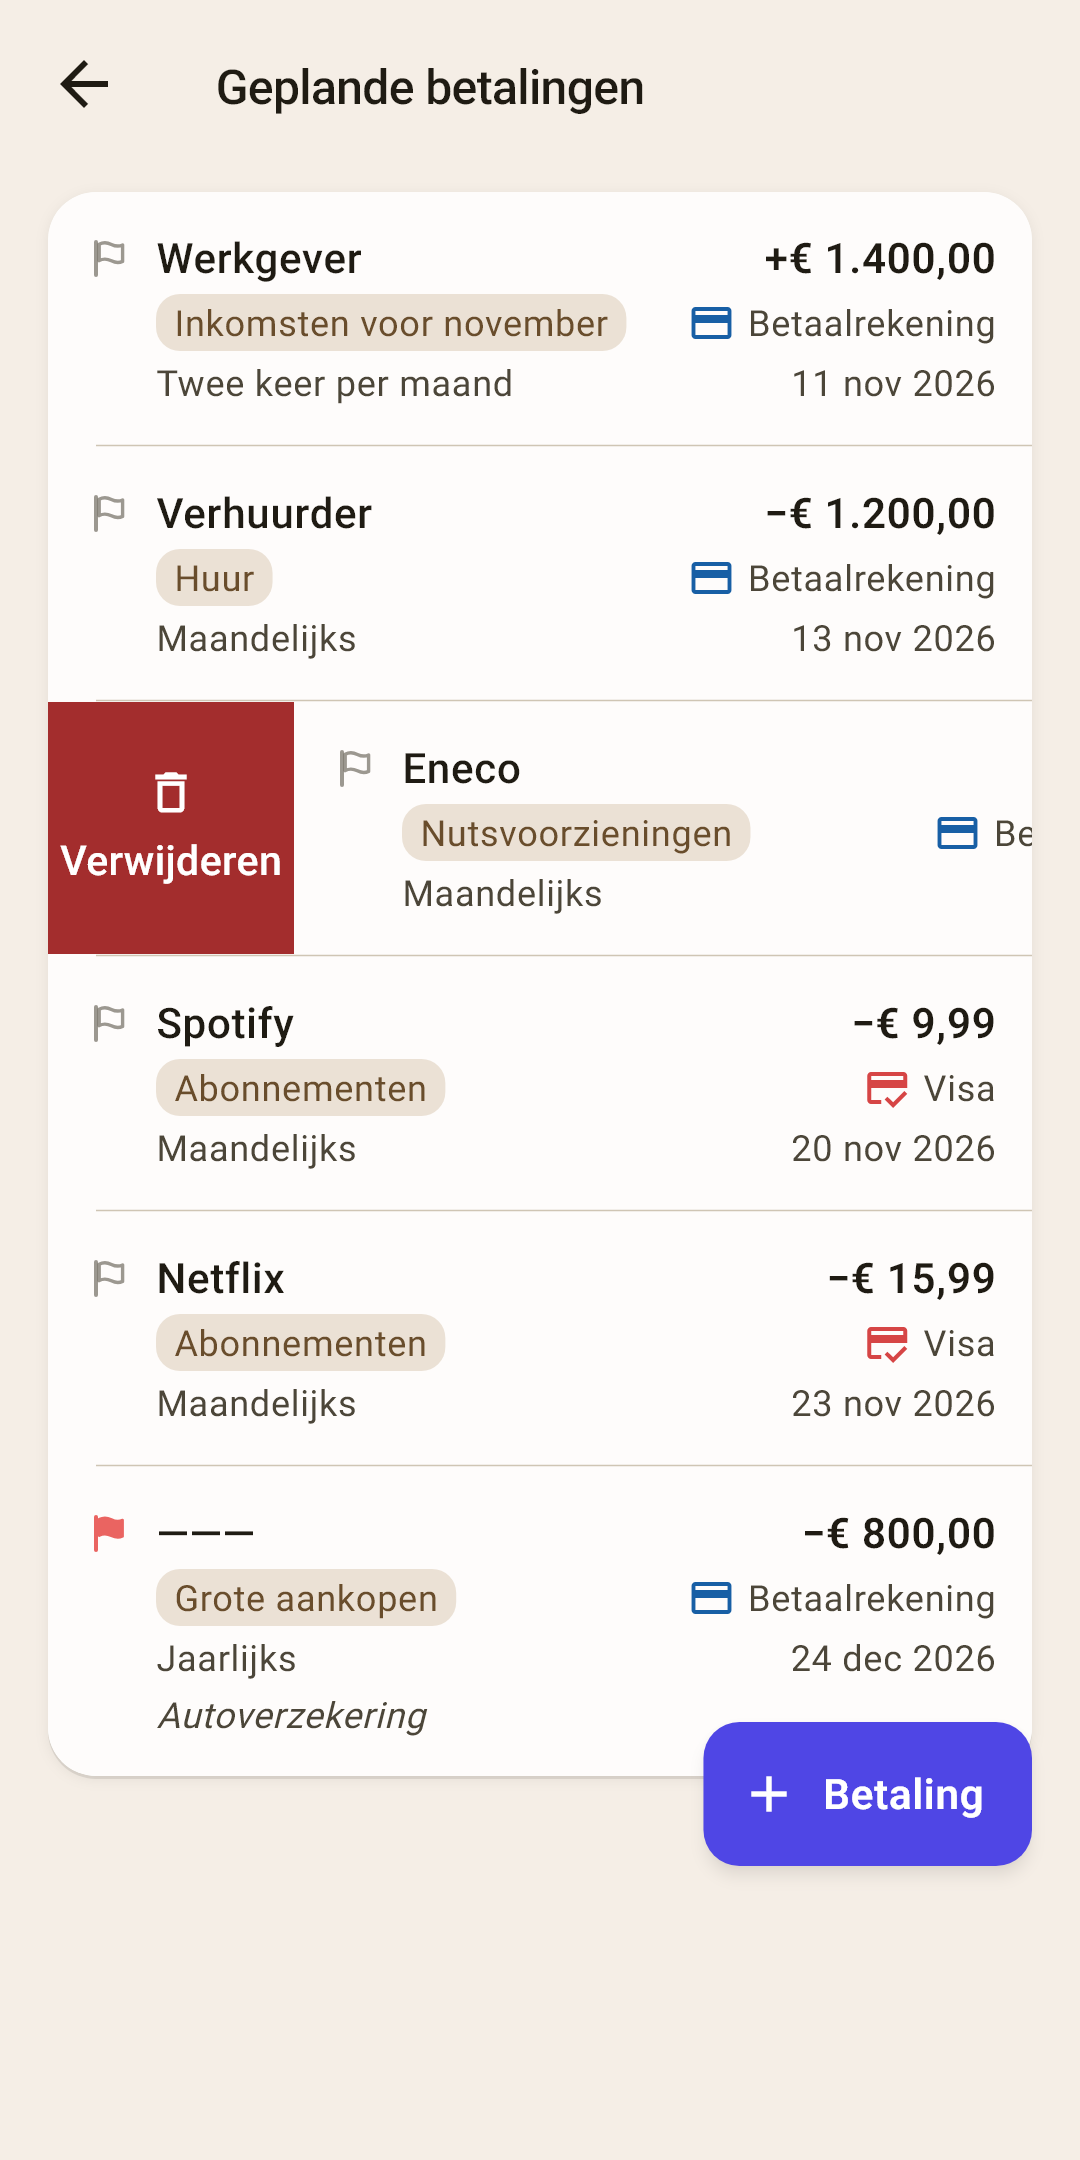 Geplande betalingen
Werkgever +€ 1.400,00
Inkomsten voor november Betaalrekening
Twee keer per maand 11 nov 2026
Verhuurder −€ 1.200,00
Huur Betaalrekening
Maandelijks 13 nov 2026
Verwijderen
Eneco
Nutsvoorzieningen Be
Maandelijks
Spotify −€ 9,99
Abonnementen Visa
Maandelijks 20 nov 2026
Netflix −€ 15,99
Abonnementen Visa
Maandelijks 23 nov 2026
––– −€ 800,00
Grote aankopen Betaalrekening
Jaarlijks 24 dec 2026
Autoverzekering
+ Betaling